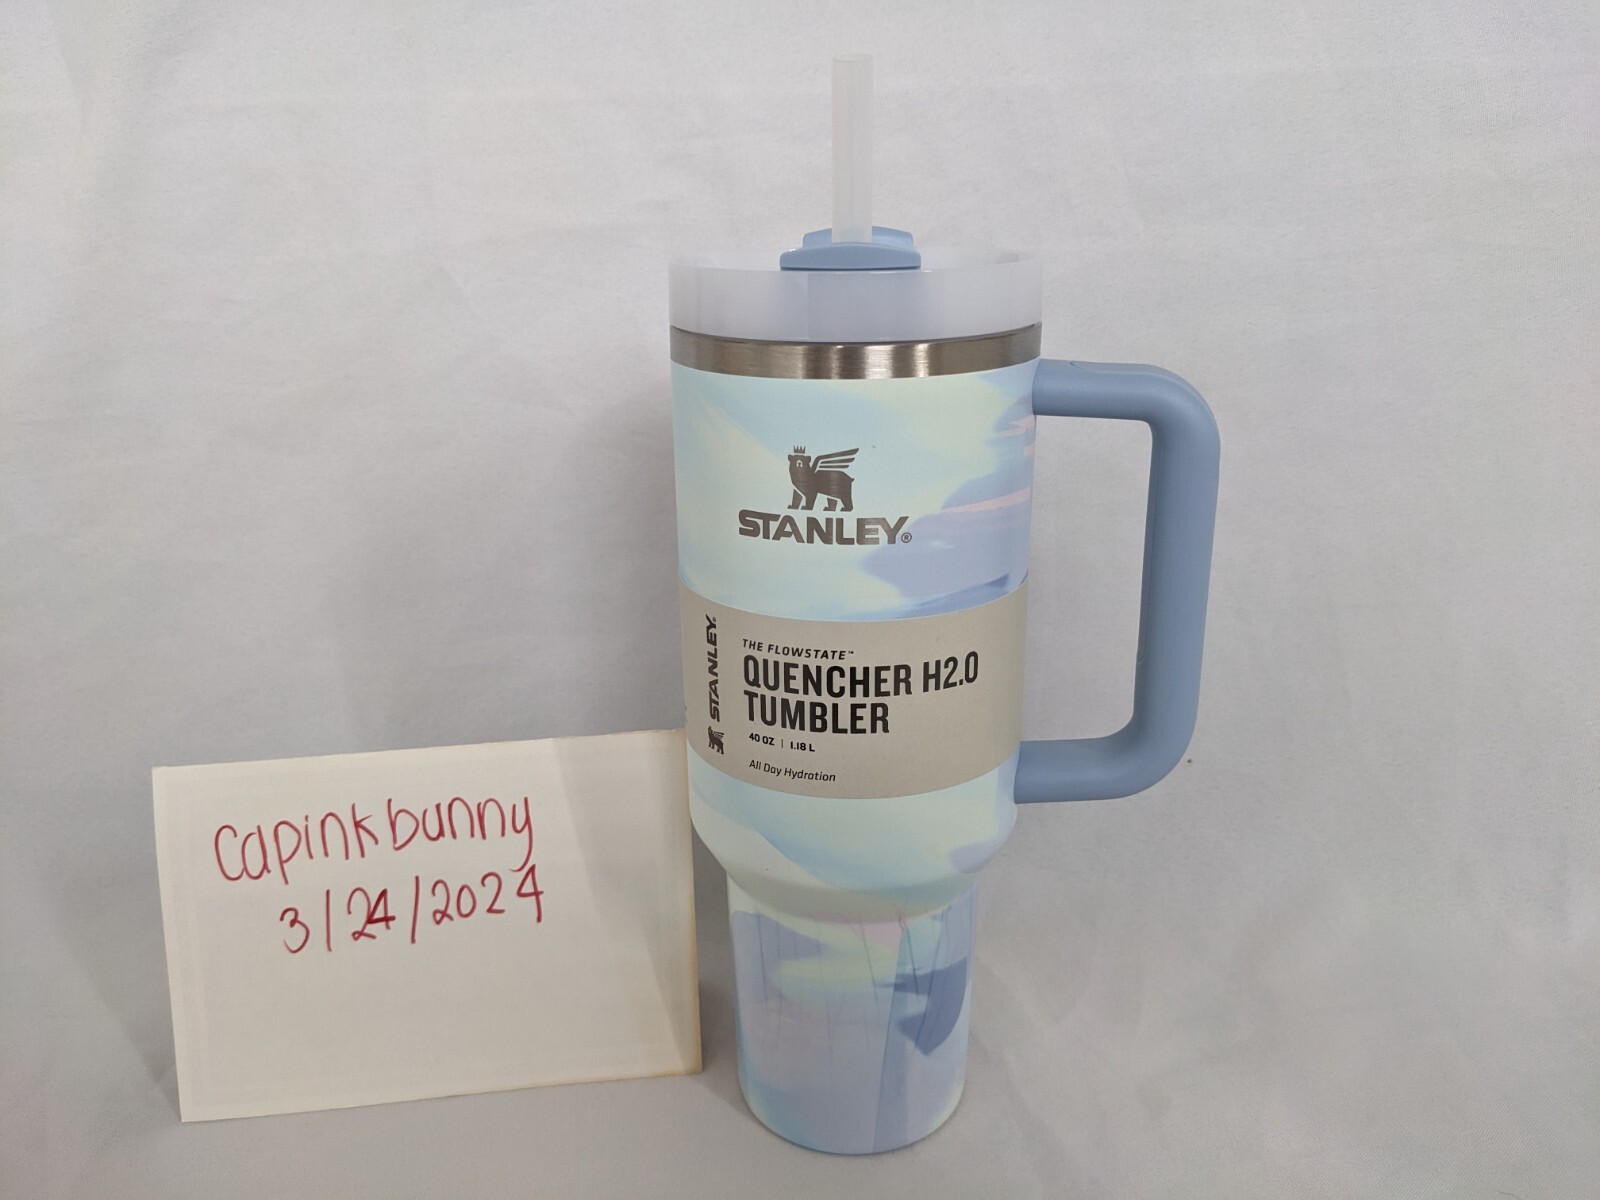 STANLEY®
STANLEY®
THE FLOWSTATE™
QUENCHER H2.0
TUMBLER
40 OZ | 1.18 L
All Day Hydration
capinkbunny
3/24/2024